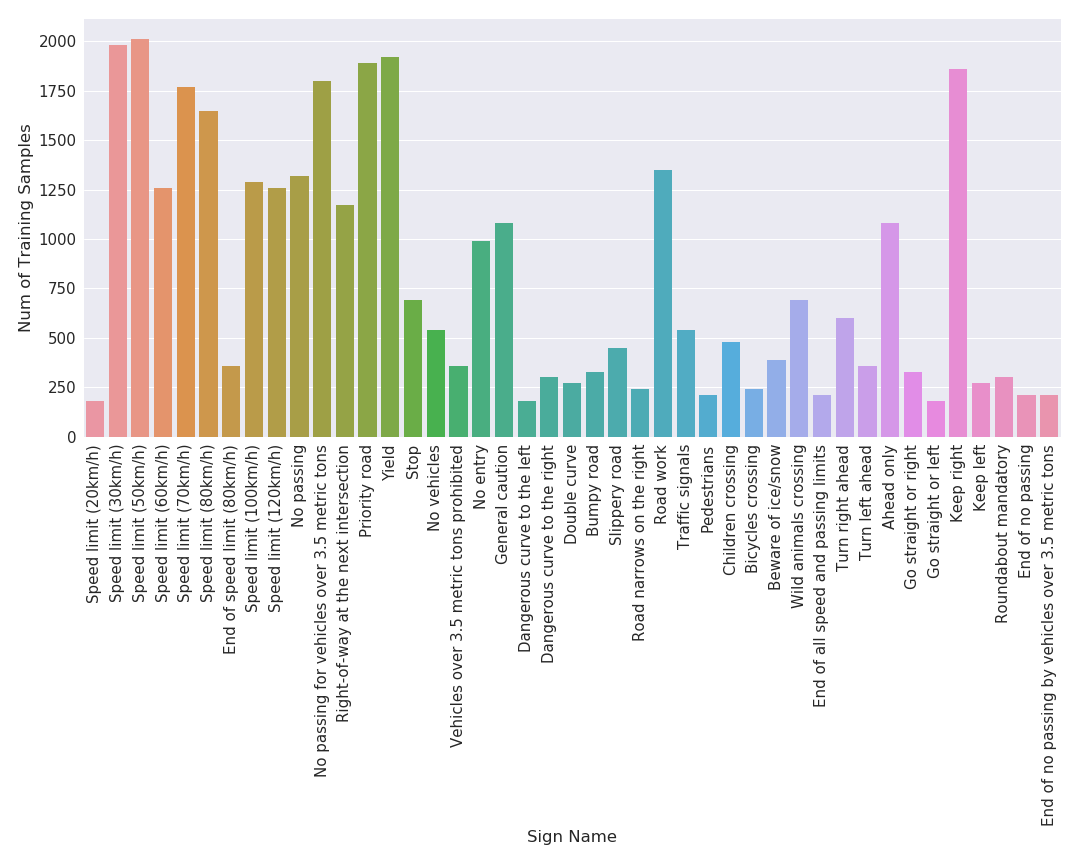 Num of Training Samples
2000
1750
1500
1250
1000
750
500
250
0
Speed limit (20km/h)
Speed limit (30km/h)
Speed limit (50km/h)
Speed limit (60km/h)
Speed limit (70km/h)
Speed limit (80km/h)
End of speed limit (80km/h)
Speed limit (100km/h)
Speed limit (120km/h)
No passing
No passing for vehicles over 3.5 metric tons
Right-of-way at the next intersection
Priority road
Yield
Stop
No vehicles
Vehicles over 3.5 metric tons prohibited
No entry
General caution
Dangerous curve to the left
Dangerous curve to the right
Double curve
Bumpy road
Slippery road
Road narrows on the right
Road work
Traffic signals
Pedestrians
Children crossing
Bicycles crossing
Beware of ice/snow
Wild animals crossing
End of all speed and passing limits
Turn right ahead
Turn left ahead
Ahead only
Go straight or right
Go straight or left
Keep right
Keep left
Roundabout mandatory
End of no passing
End of no passing by vehicles over 3.5 metric tons
Sign Name